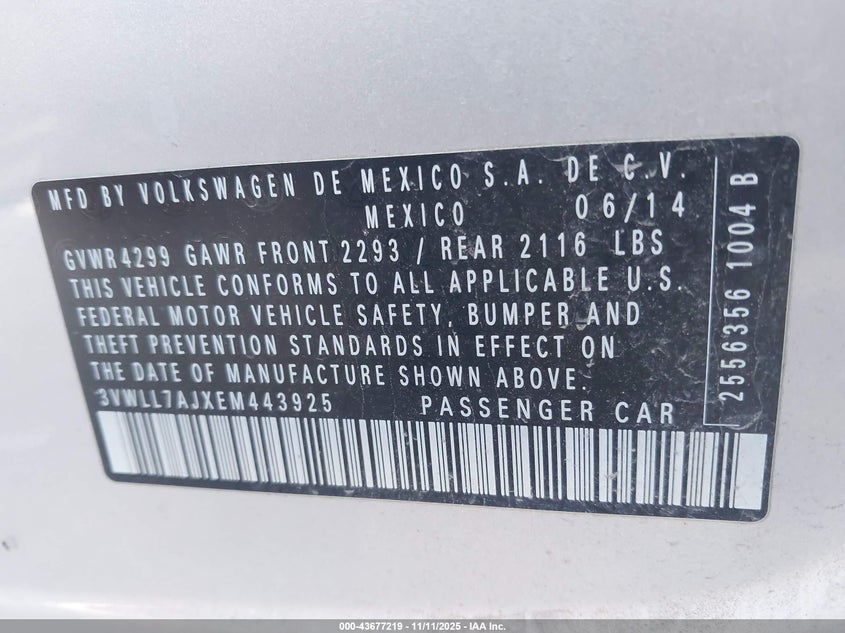 MFD BY VOLKSWAGEN DE MEXICO S.A. DE C.V.
MEXICO 06/14
GVWR 4299 GAWR FRONT 2293 / REAR 2116 LBS
THIS VEHICLE CONFORMS TO ALL APPLICABLE U.S.
FEDERAL MOTOR VEHICLE SAFETY, BUMPER AND
THEFT PREVENTION STANDARDS IN EFFECT ON
THE DATE OF MANUFACTURE SHOWN ABOVE.
3VWLL7AJXEM443925 PASSENGER CAR
2556356 1004 B
000-43677219 - 11/11/2025 - IAA Inc.